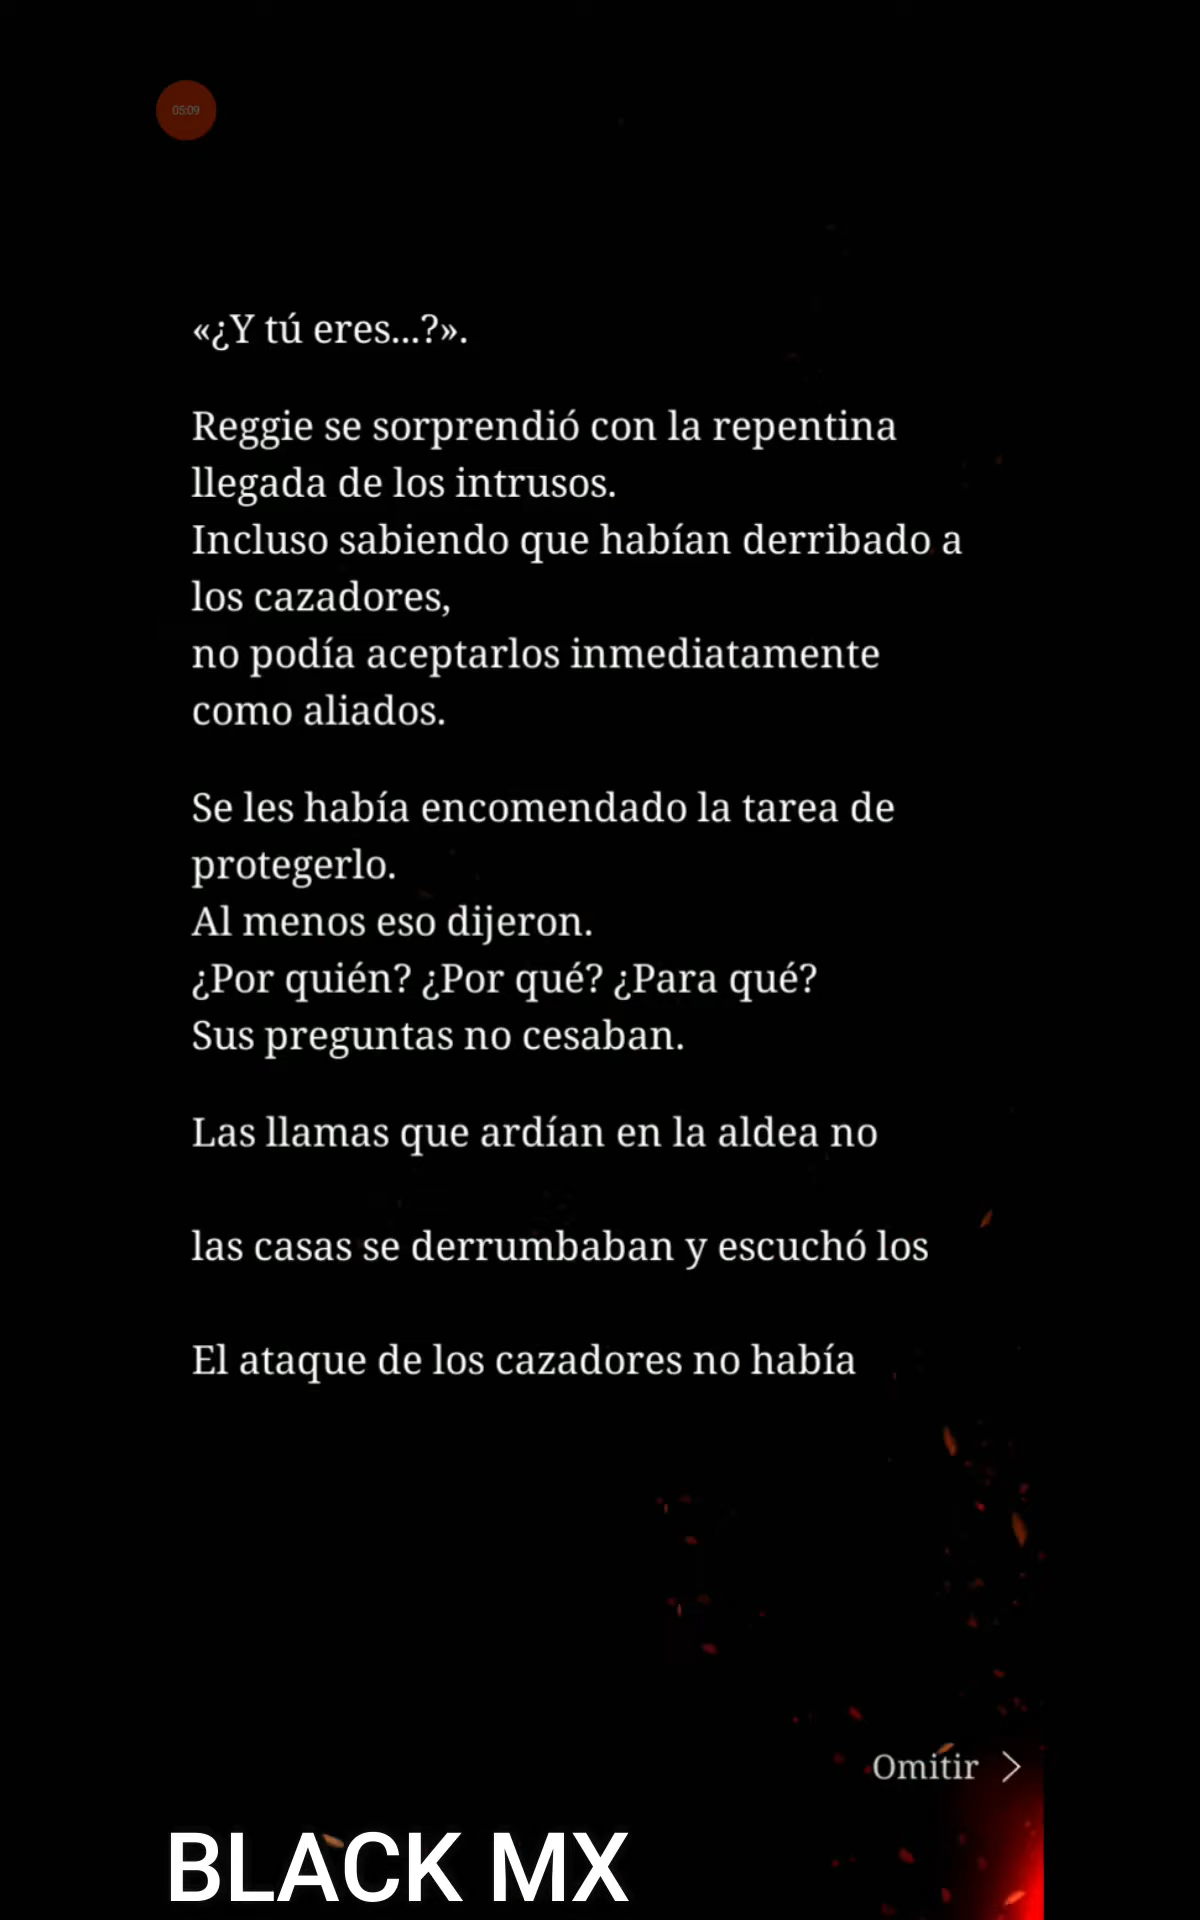 05:09
«¿Y tú eres...?».
Reggie se sorprendió con la repentina
llegada de los intrusos.
Incluso sabiendo que habían derribado a
los cazadores,
no podía aceptarlos inmediatamente
como aliados.
Se les había encomendado la tarea de
protegerlo.
Al menos eso dijeron.
¿Por quién? ¿Por qué? ¿Para qué?
Sus preguntas no cesaban.
Las llamas que ardían en la aldea no
las casas se derrumbaban y escuchó los
El ataque de los cazadores no había
Omitir
BLACK MX